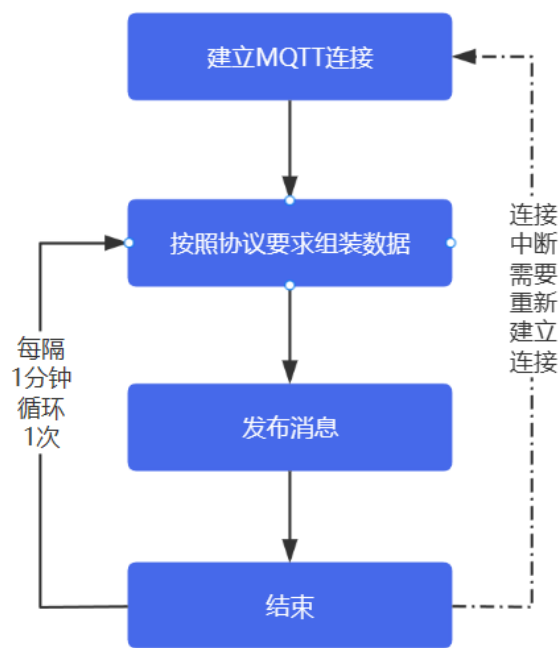 建立MQTT连接
按照协议要求组装数据
连接
中断
需要
重新
建立
连接
每隔
1分钟
循环
1次
发布消息
结束